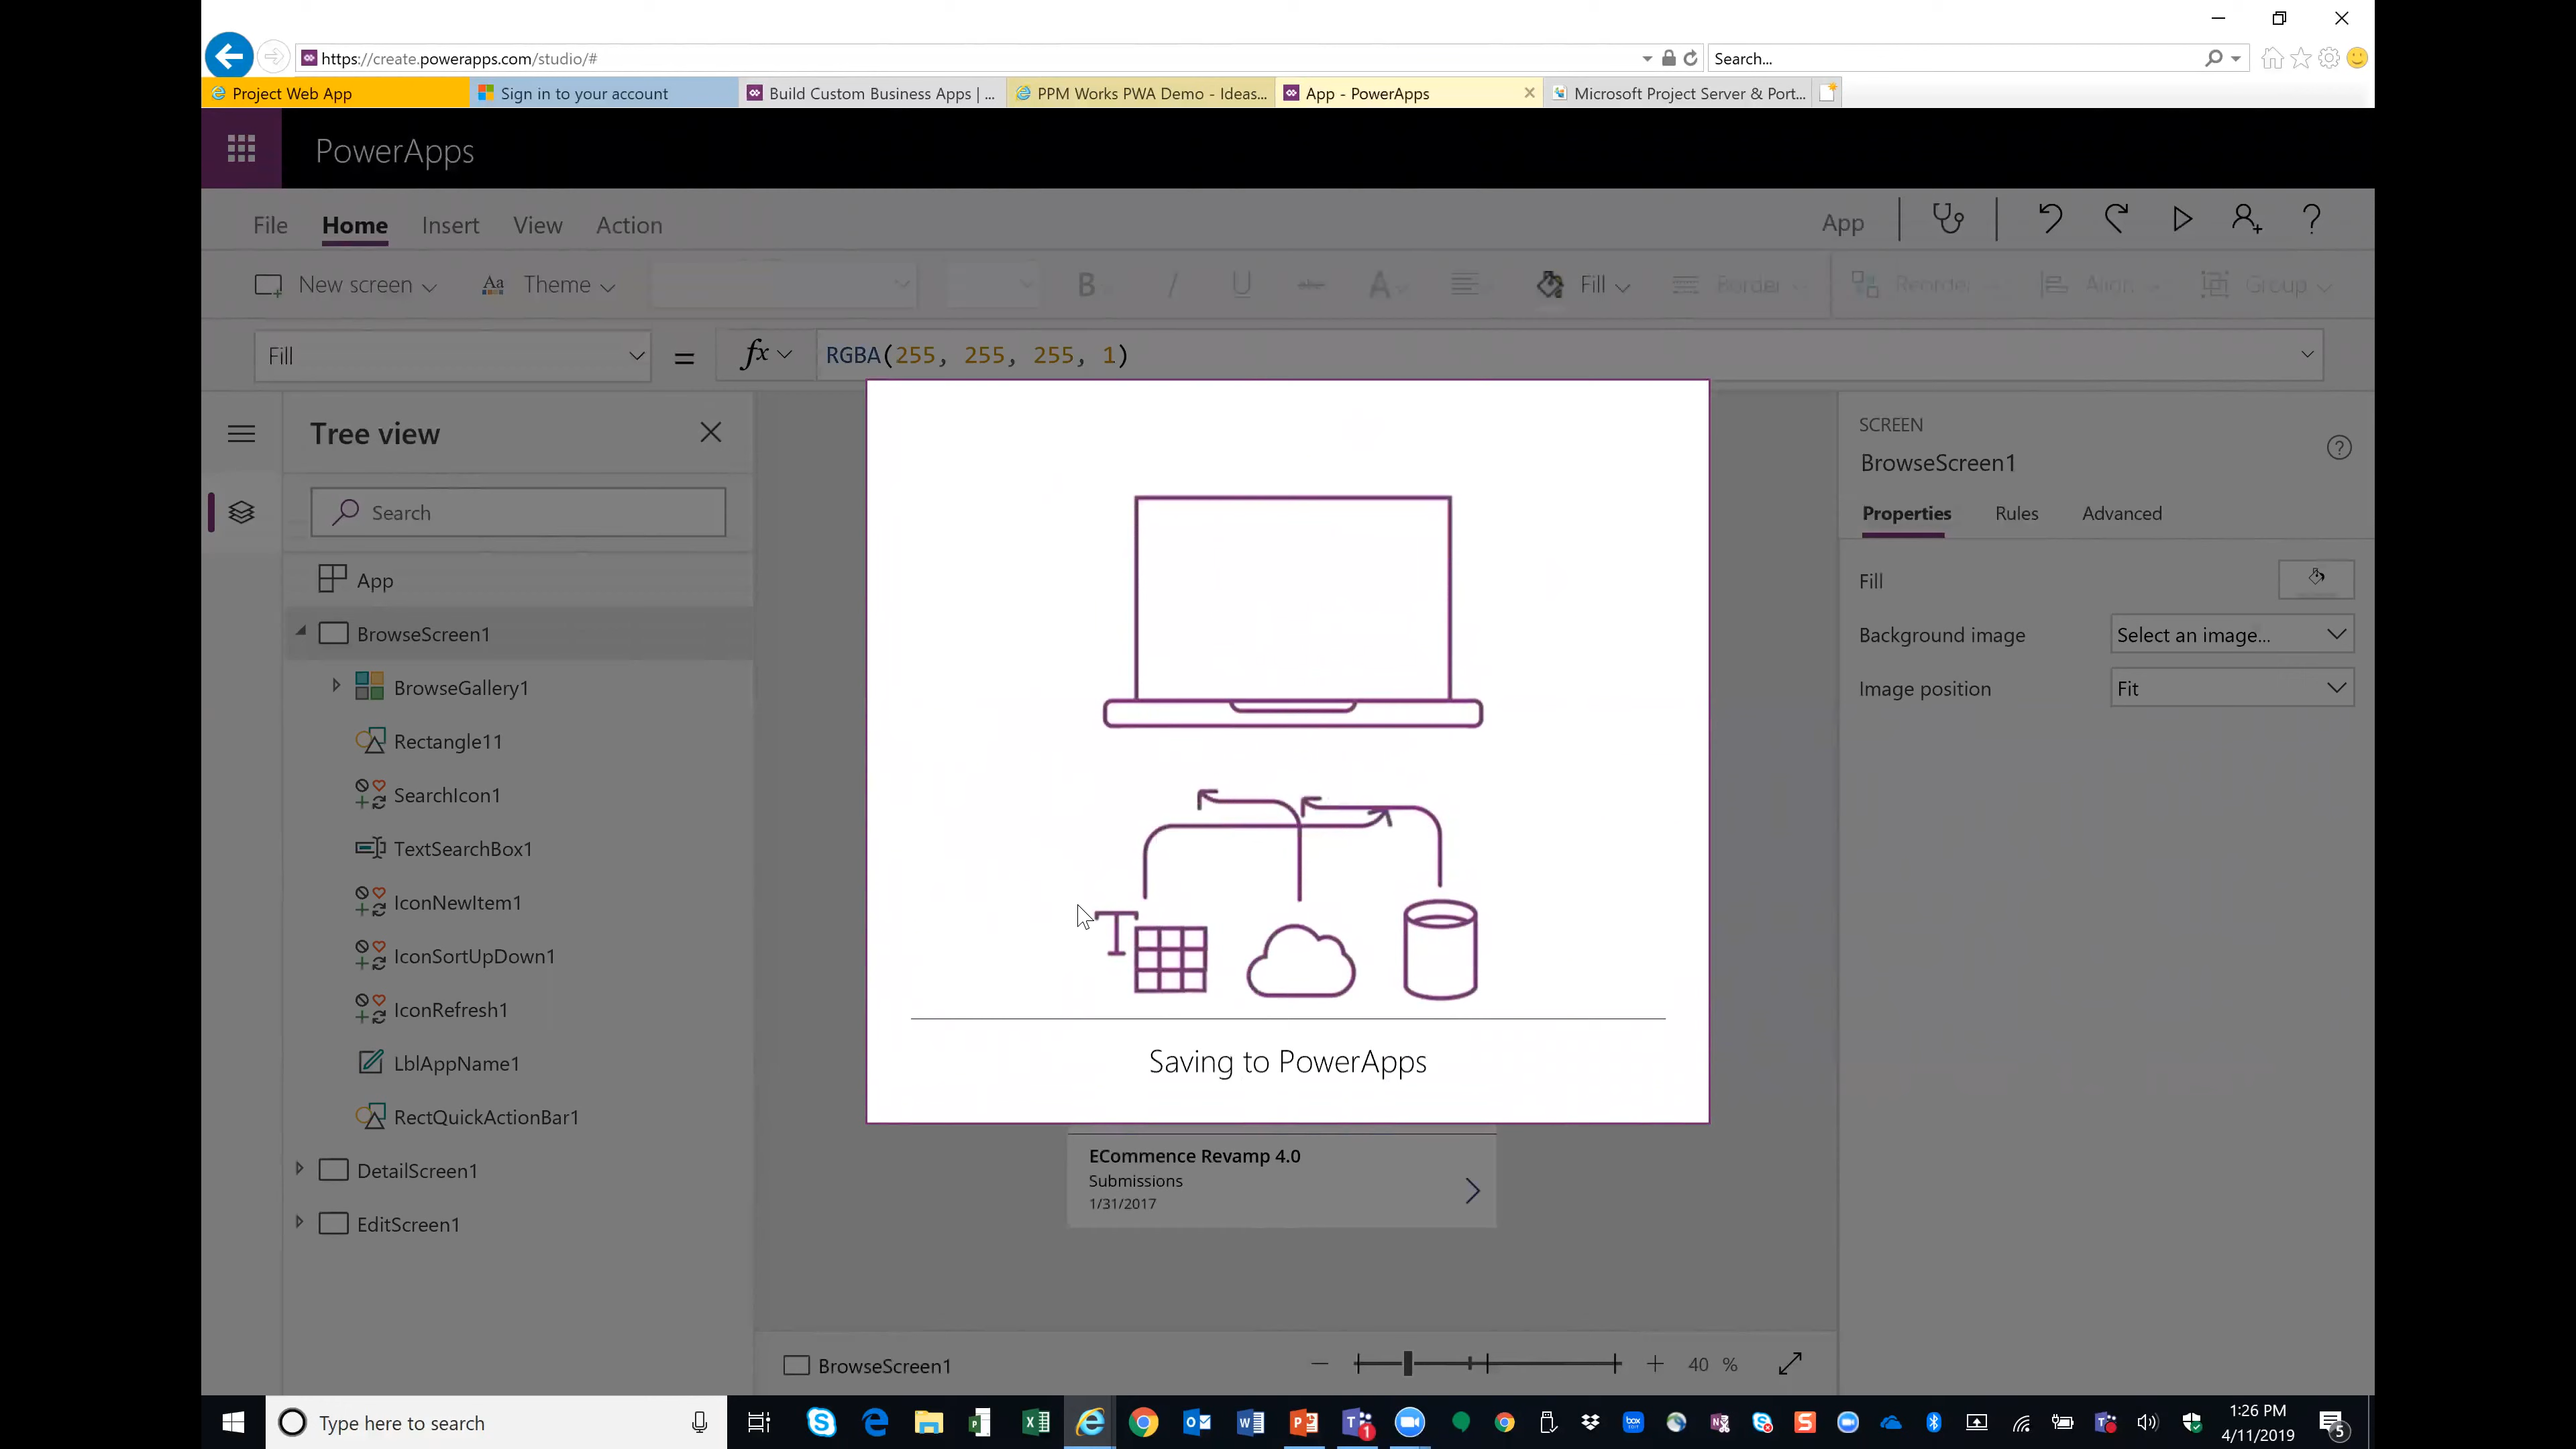 https://create.powerapps.com/studio/#
Search...
Project Web App
Sign in to your account
Build Custom Business Apps | ...
PPM Works PWA Demo - Ideas...
App - PowerApps
Microsoft Project Server & Port...
PowerApps
File
Home
Insert
View
Action
App
New screen
Theme
Fill
Border
Reorder
Align
Group
Fill
=
fx
RGBA(255, 255, 255, 1)
Tree view
Search
App
BrowseScreen1
BrowseGallery1
Rectangle11
SearchIcon1
TextSearchBox1
IconNewItem1
IconSortUpDown1
IconRefresh1
LblAppName1
RectQuickActionBar1
DetailScreen1
EditScreen1
Saving to PowerApps
ECommence Revamp 4.0
Submissions
1/31/2017
BrowseScreen1
40 %
SCREEN
BrowseScreen1
Properties
Rules
Advanced
Fill
Background image
Select an image...
Image position
Fit
Type here to search
1:26 PM
4/11/2019
5